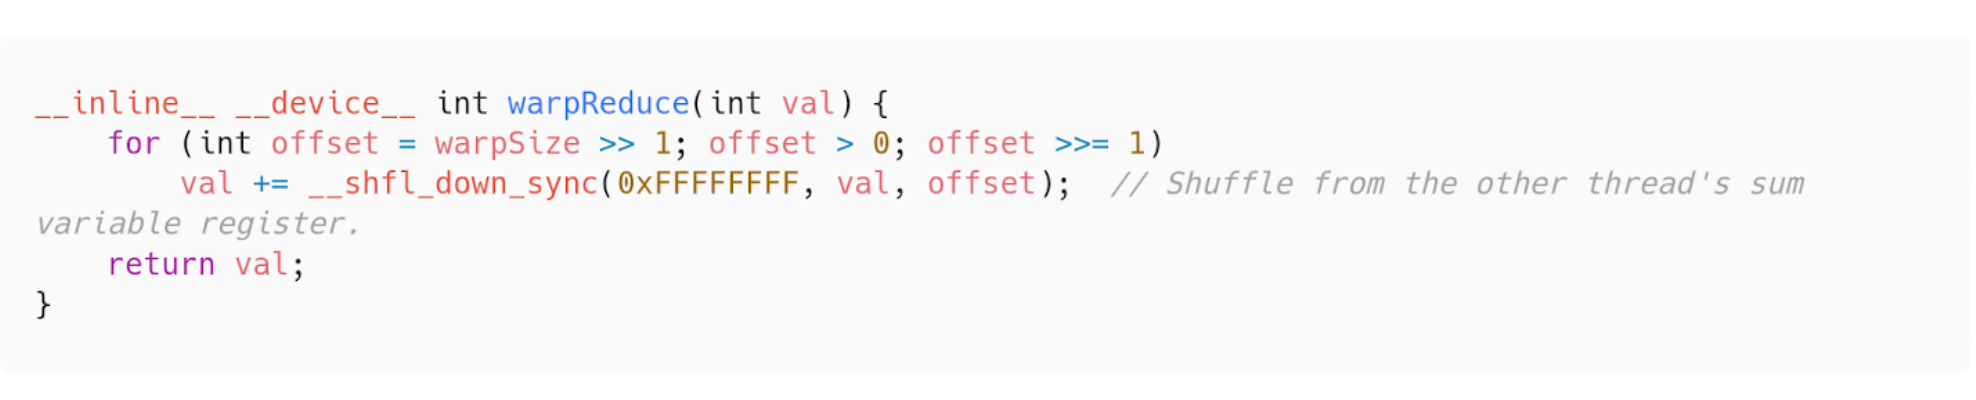 __inline__ __device__ int warpReduce(int val) {
    for (int offset = warpSize >> 1; offset > 0; offset >>= 1)
        val += __shfl_down_sync(0xFFFFFFFF, val, offset);  // Shuffle from the other thread's sum
variable register.
    return val;
}